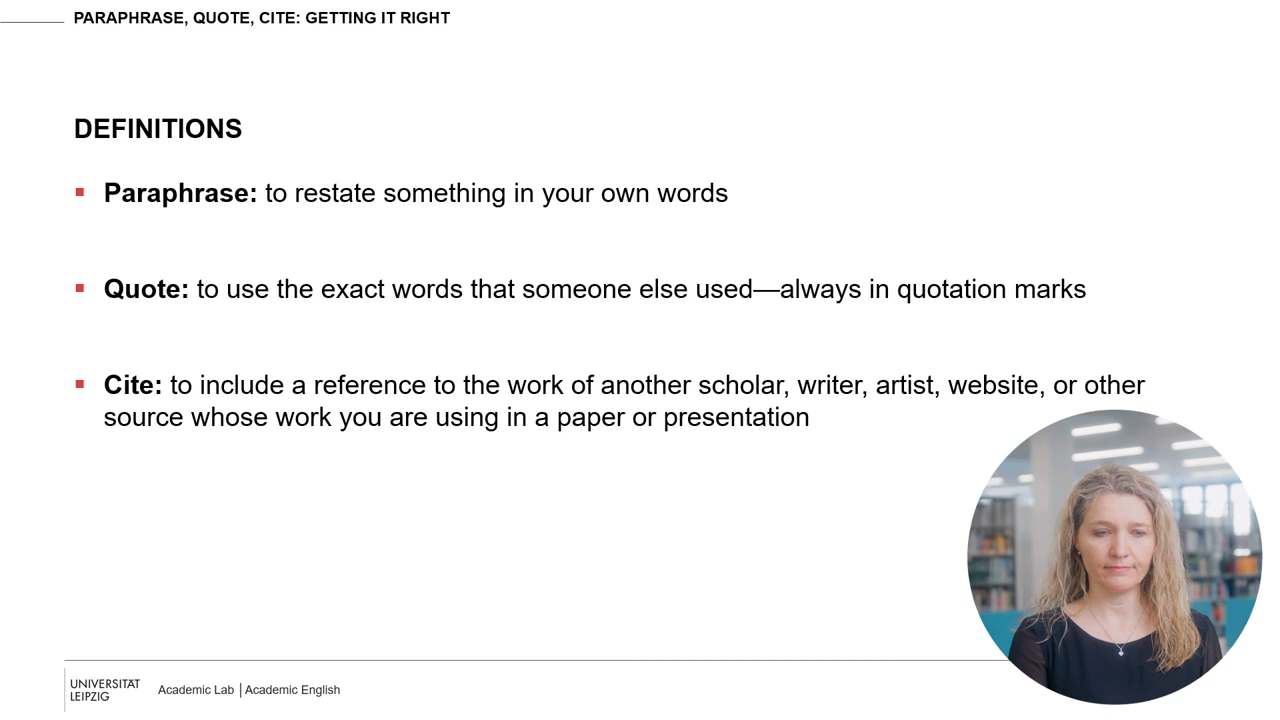 PARAPHRASE, QUOTE, CITE: GETTING IT RIGHT
DEFINITIONS
Paraphrase: to restate something in your own words
Quote: to use the exact words that someone else used—always in quotation marks
Cite: to include a reference to the work of another scholar, writer, artist, website, or other
source whose work you are using in a paper or presentation
UNIVERSITÄT
LEIPZIG
Academic Lab | Academic English